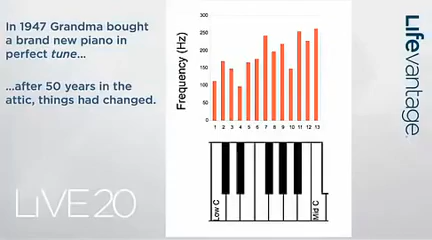 In 1947 Grandma bought
a brand new piano in
perfect tune...
...after 50 years in the
attic, things had changed.
LiVE20
Frequency (Hz)
300
250
200
150
100
50
0
1 2 3 4 5 6 7 8 9 10 11 12 13
Low C
Mid C
Lifevantage.